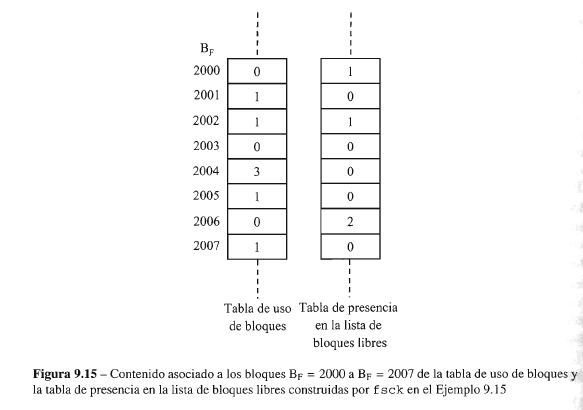 B_F
2000 0 1
2001 1 0
2002 1 1
2003 0 0
2004 3 0
2005 1 0
2006 0 2
2007 1 0
Tabla de uso Tabla de presencia
de bloques en la lista de
bloques libres
Figura 9.15 – Contenido asociado a los bloques B_F = 2000 a B_F = 2007 de la tabla de uso de bloques y
la tabla de presencia en la lista de bloques libres construidas por fsck en el Ejemplo 9.15